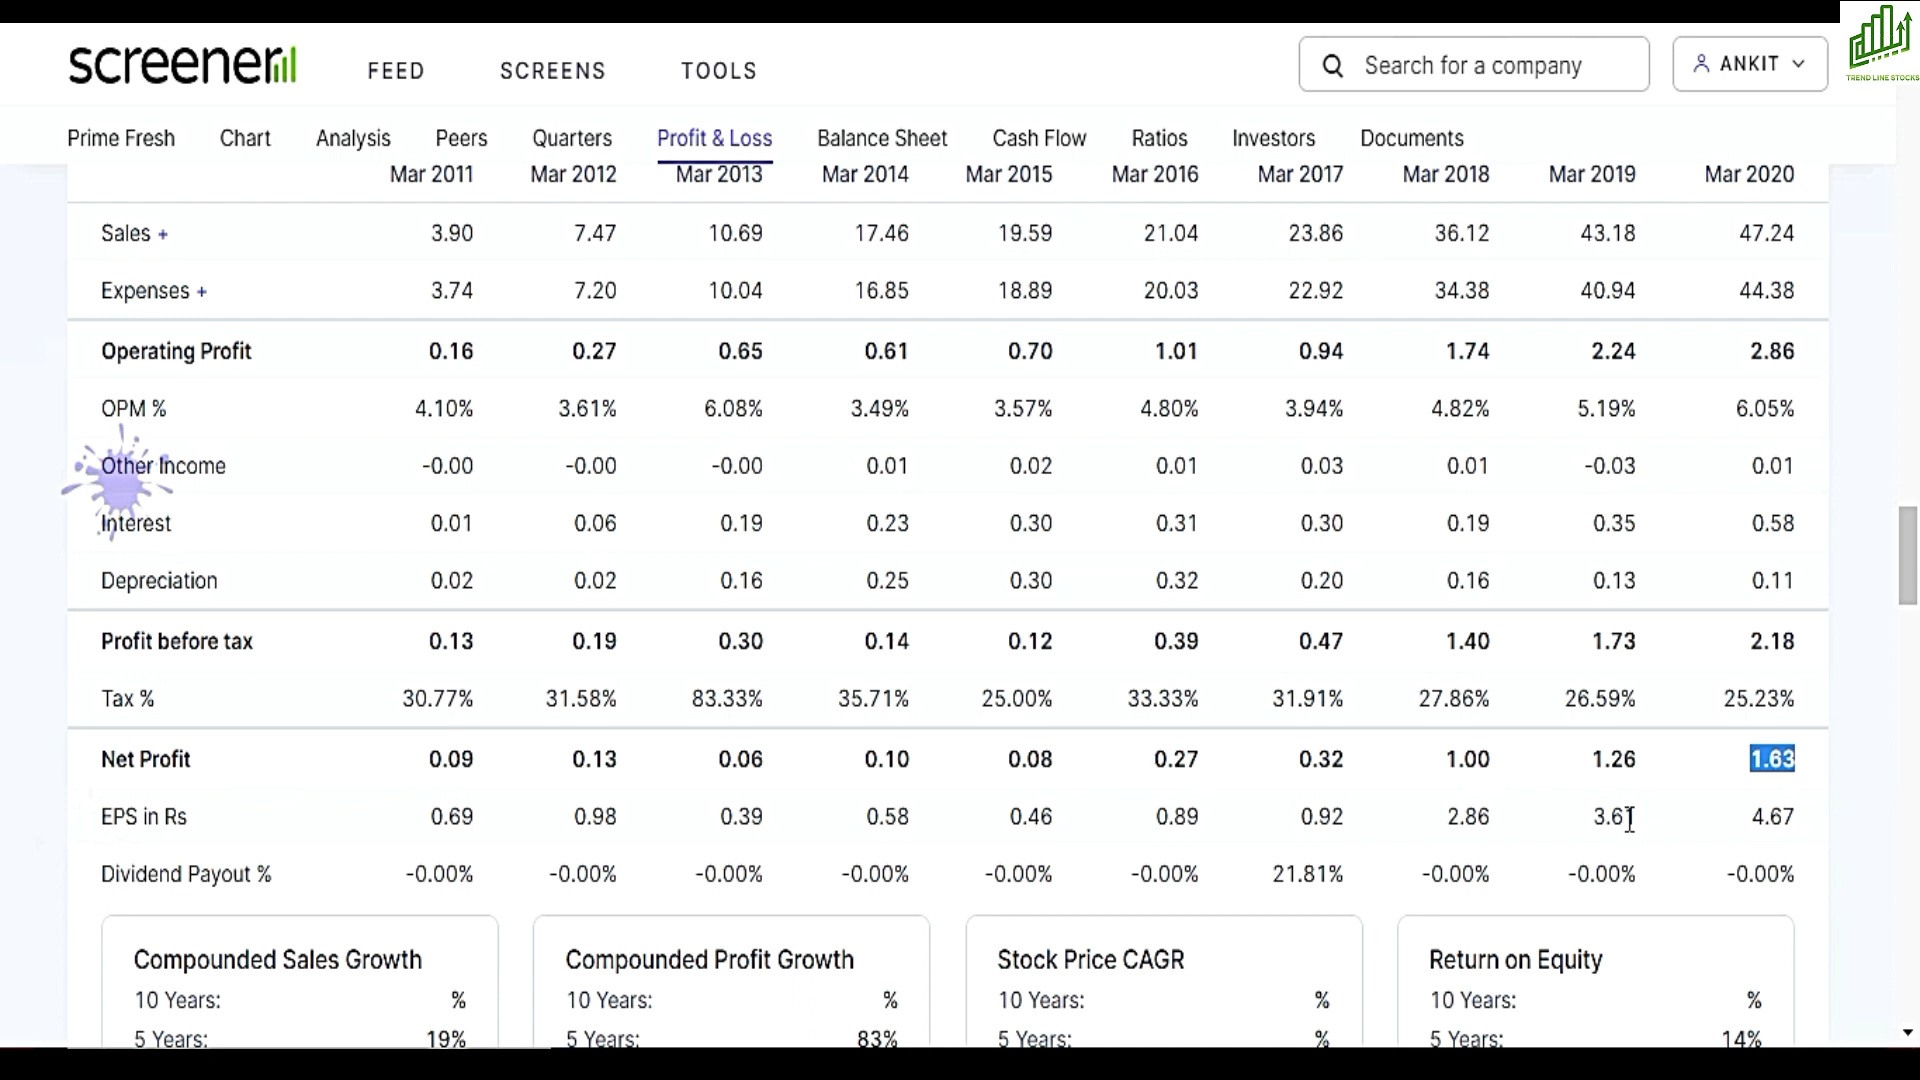 screener FEED SCREENS TOOLS Search for a company ANKIT
TREND LINE STOCKS
Prime Fresh Chart Analysis Peers Quarters Profit & Loss Balance Sheet Cash Flow Ratios Investors Documents
Mar 2011 Mar 2012 Mar 2013 Mar 2014 Mar 2015 Mar 2016 Mar 2017 Mar 2018 Mar 2019 Mar 2020
Sales + 3.90 7.47 10.69 17.46 19.59 21.04 23.86 36.12 43.18 47.24
Expenses + 3.74 7.20 10.04 16.85 18.89 20.03 22.92 34.38 40.94 44.38
Operating Profit 0.16 0.27 0.65 0.61 0.70 1.01 0.94 1.74 2.24 2.86
OPM % 4.10% 3.61% 6.08% 3.49% 3.57% 4.80% 3.94% 4.82% 5.19% 6.05%
Other Income -0.00 -0.00 -0.00 0.01 0.02 0.01 0.03 0.01 -0.03 0.01
Interest 0.01 0.06 0.19 0.23 0.30 0.31 0.30 0.19 0.35 0.58
Depreciation 0.02 0.02 0.16 0.25 0.30 0.32 0.20 0.16 0.13 0.11
Profit before tax 0.13 0.19 0.30 0.14 0.12 0.39 0.47 1.40 1.73 2.18
Tax % 30.77% 31.58% 83.33% 35.71% 25.00% 33.33% 31.91% 27.86% 26.59% 25.23%
Net Profit 0.09 0.13 0.06 0.10 0.08 0.27 0.32 1.00 1.26 1.63
EPS in Rs 0.69 0.98 0.39 0.58 0.46 0.89 0.92 2.86 4.67
Dividend Payout % -0.00% -0.00% -0.00% -0.00% -0.00% -0.00% 21.81% -0.00% -0.00% -0.00%
Compounded Sales Growth Compounded Profit Growth Stock Price CAGR Return on Equity
10 Years: % 10 Years: % 10 Years: % 10 Years: %
5 Years: 19% 5 Years: 83% 5 Years: % 5 Years: 14%